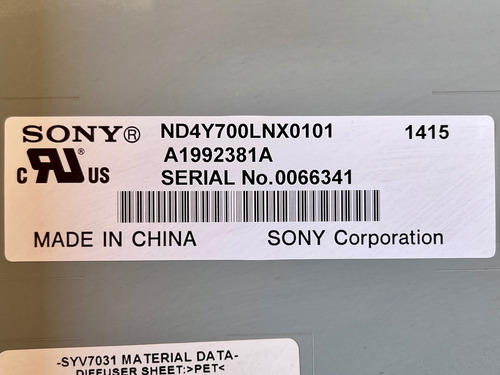 SONY® ND4Y700LNX0101 1415
A1992381A
c RU US SERIAL No.0066341
MADE IN CHINA SONY Corporation
-SYV7031 MATERIAL DATA-
DIFFUSER SHEET:>PET<